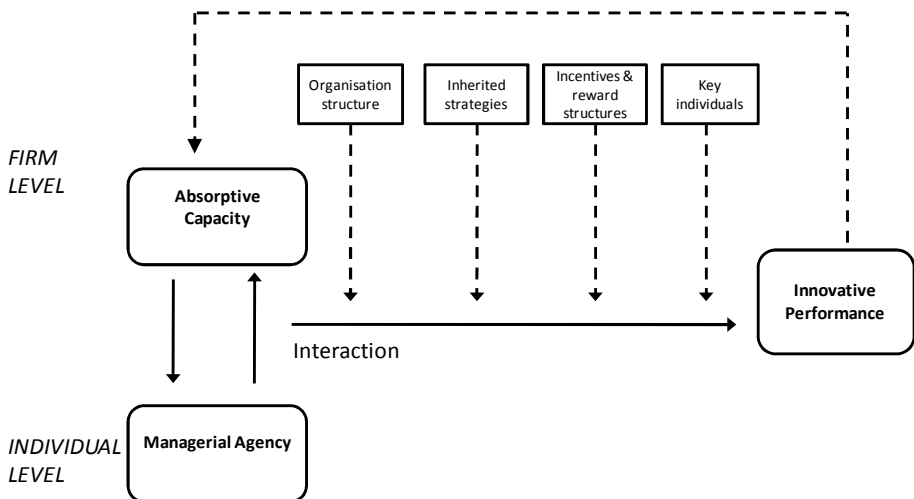 Organisation
structure
Inherited
strategies
Incentives &
reward
structures
Key
individuals
FIRM
LEVEL
Absorptive
Capacity
Innovative
Performance
Interaction
INDIVIDUAL
LEVEL
Managerial Agency